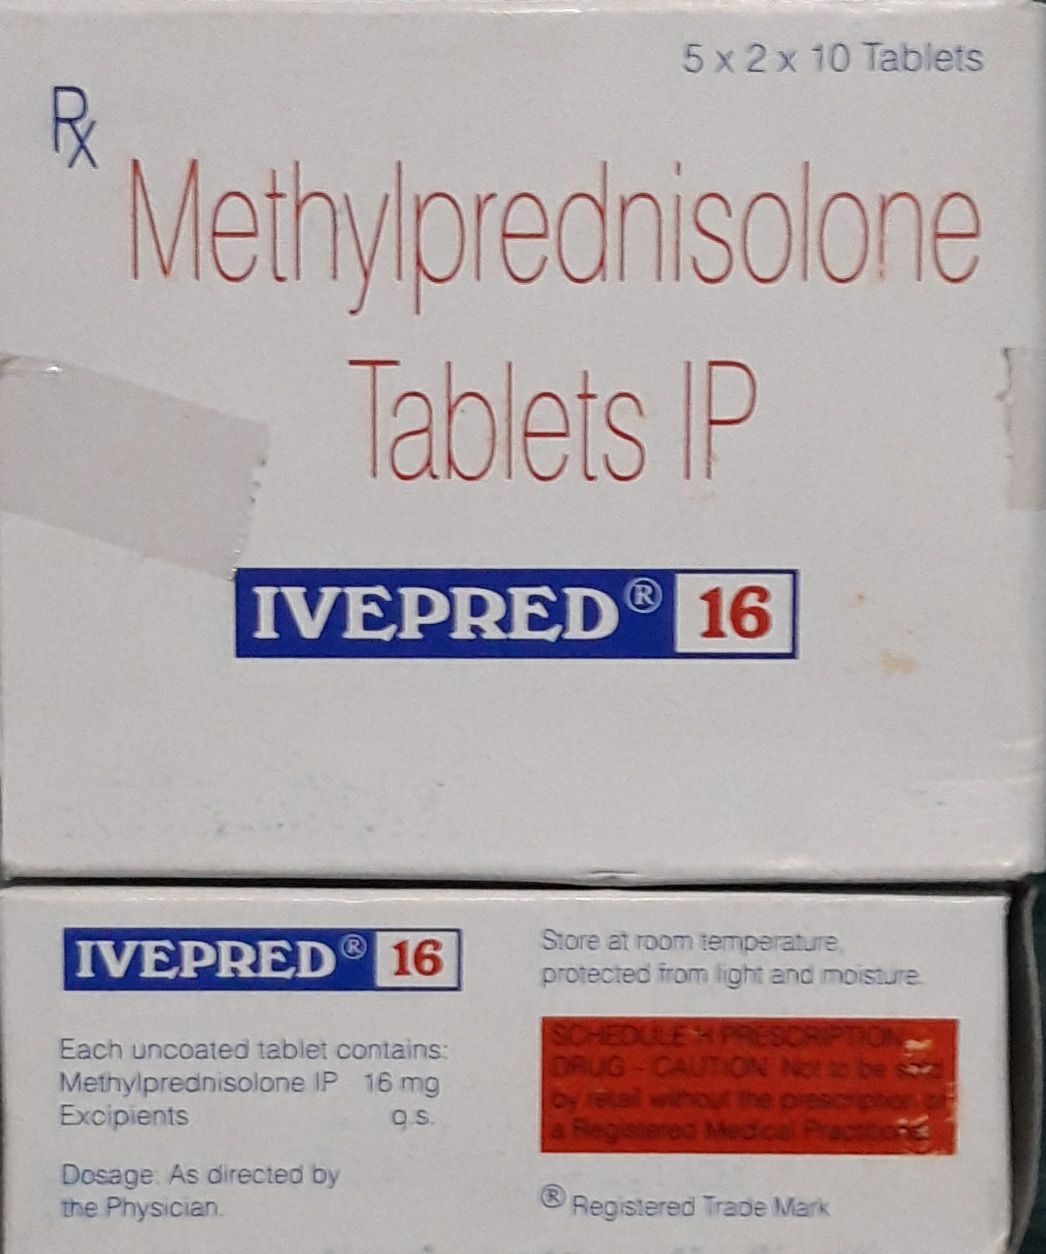 5 x 2 x 10 Tablets
Rx
Methylprednisolone
Tablets IP
IVEPRED® 16
IVEPRED® 16
Each uncoated tablet contains:
Methylprednisolone IP 16 mg
Excipients q.s.
Dosage: As directed by
the Physician.
Store at room temperature,
protected from light and moisture.
SCHEDULE H PRESCRIPTION
DRUG - CAUTION Not to be sold
by retail without the prescription of
a Registered Medical Practitioner
® Registered Trade Mark